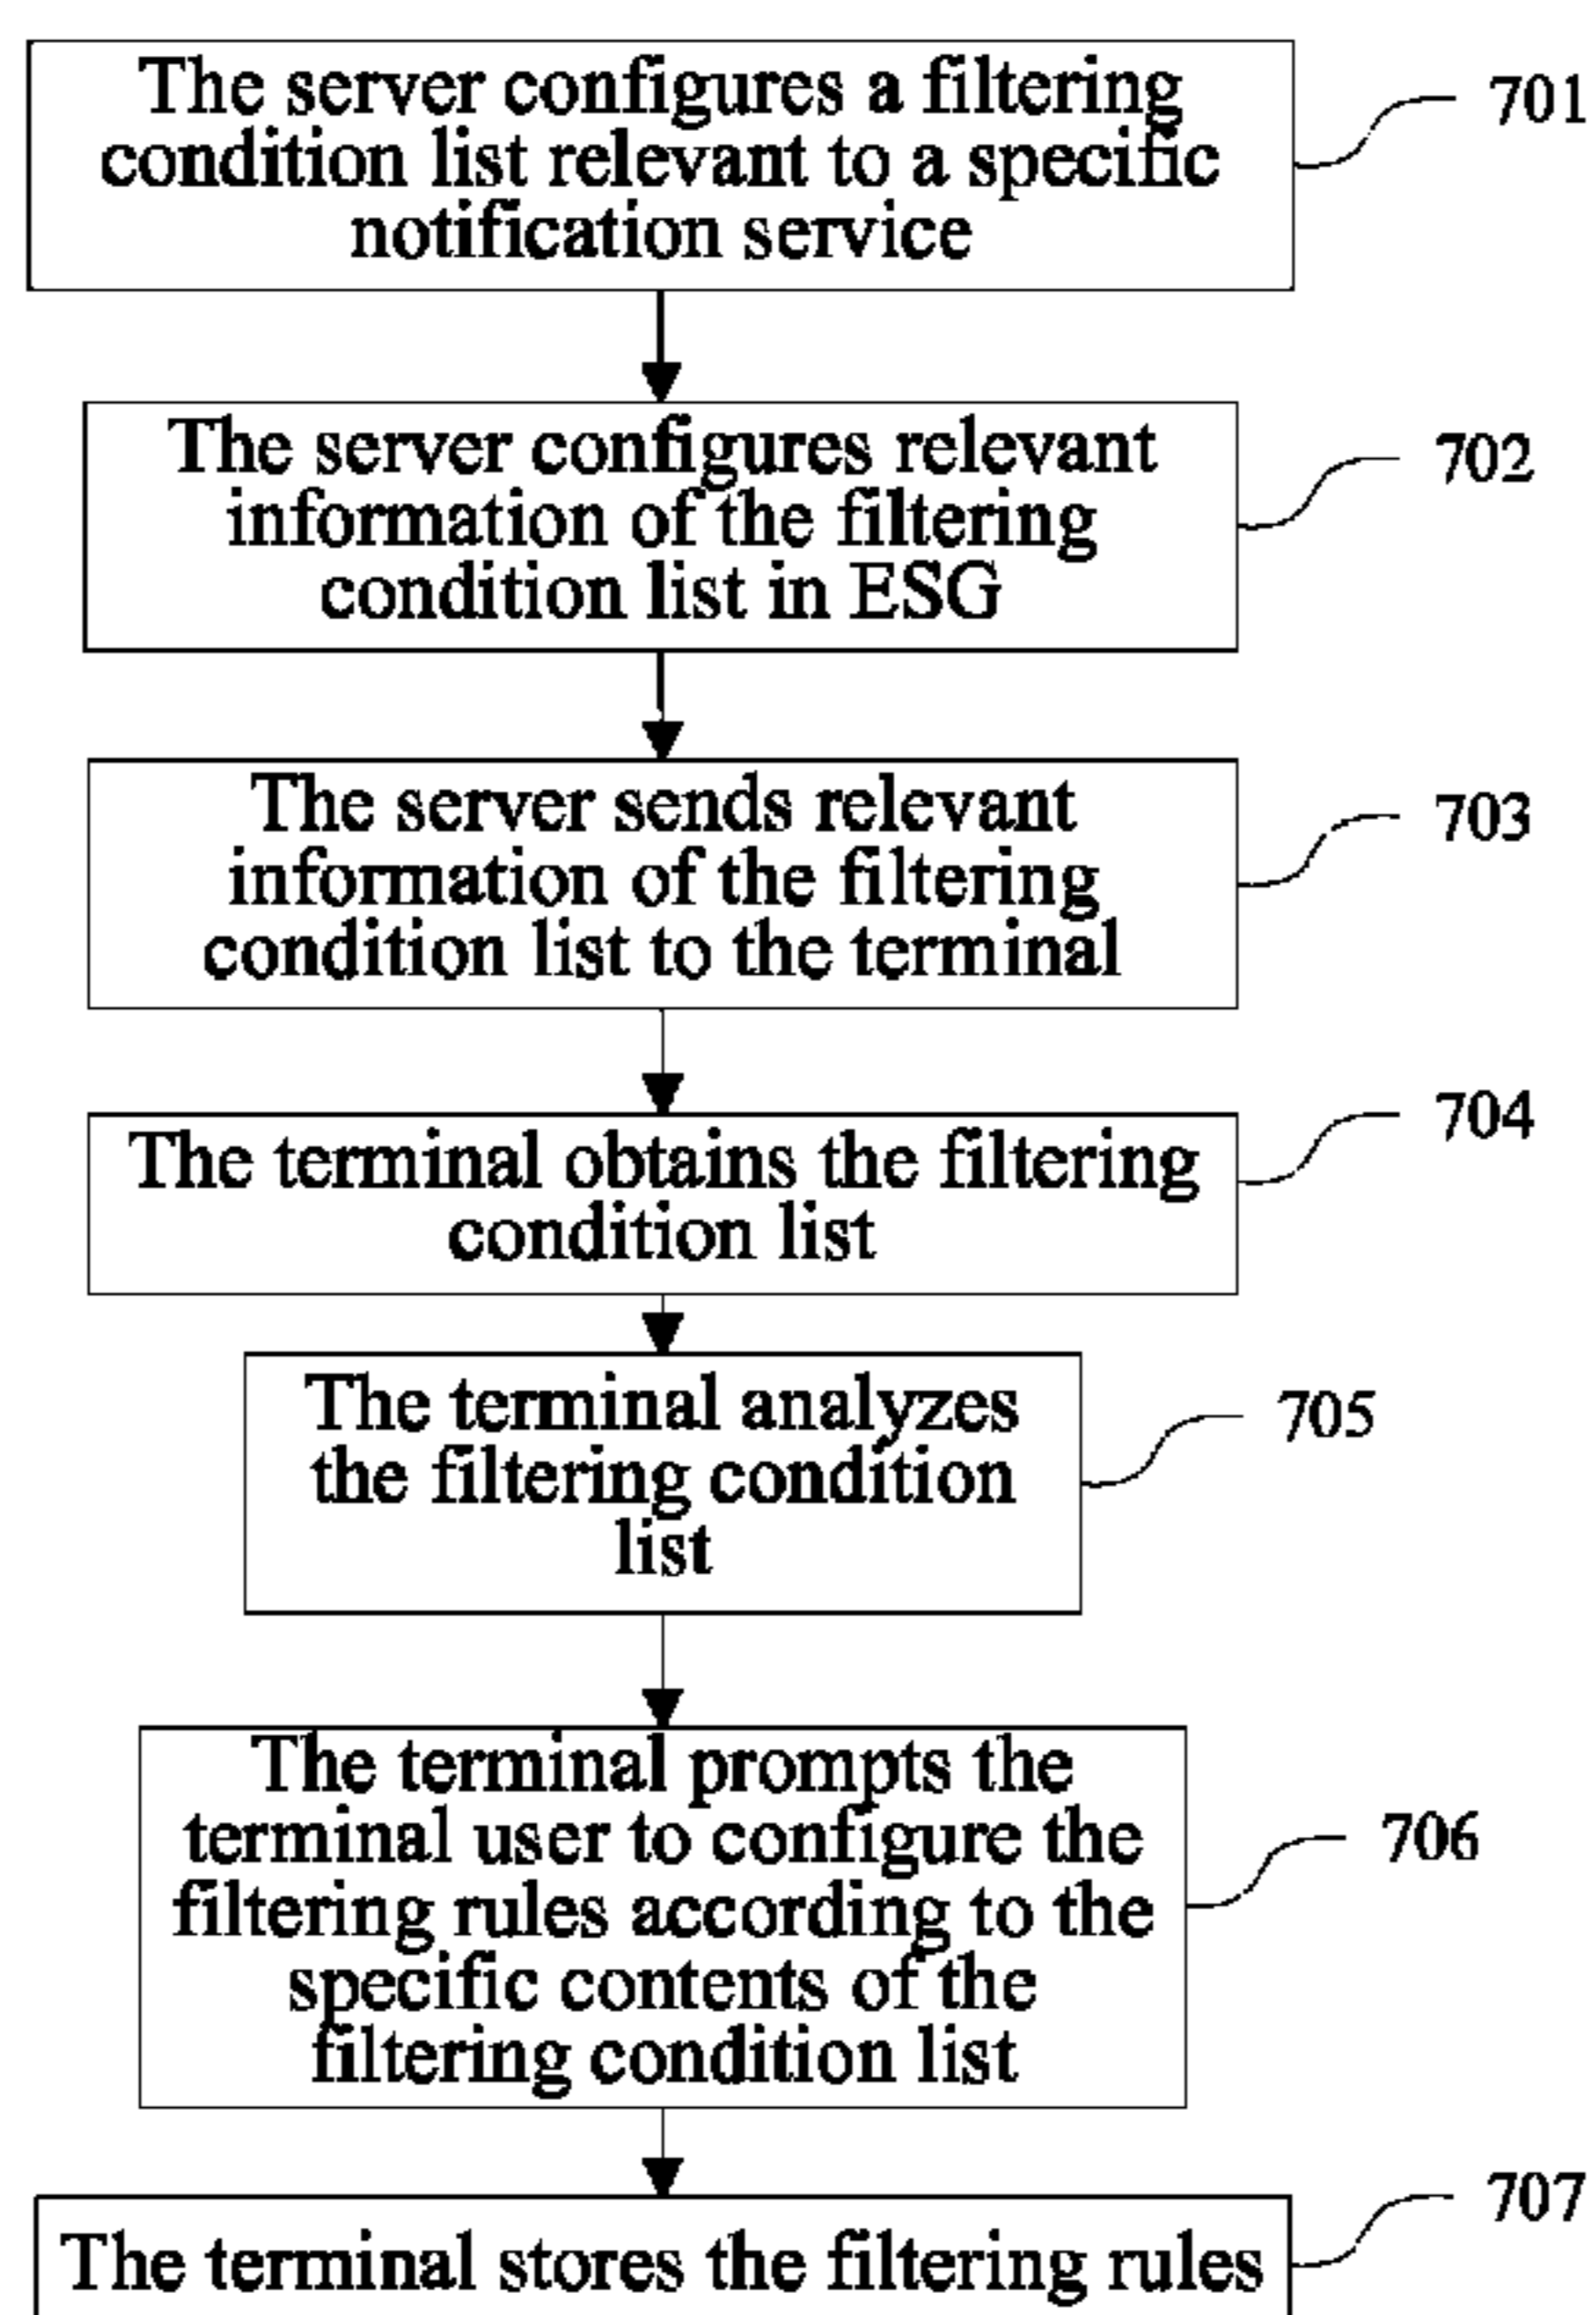 The server configures a filtering
condition list relevant to a specific
notification service
701
The server configures relevant
information of the filtering
condition list in ESG
702
The server sends relevant
information of the filtering
condition list to the terminal
703
The terminal obtains the filtering
condition list
704
The terminal analyzes
the filtering condition
list
705
The terminal prompts the
terminal user to configure the
filtering rules according to the
specific contents of the
filtering condition list
706
The terminal stores the filtering rules
707